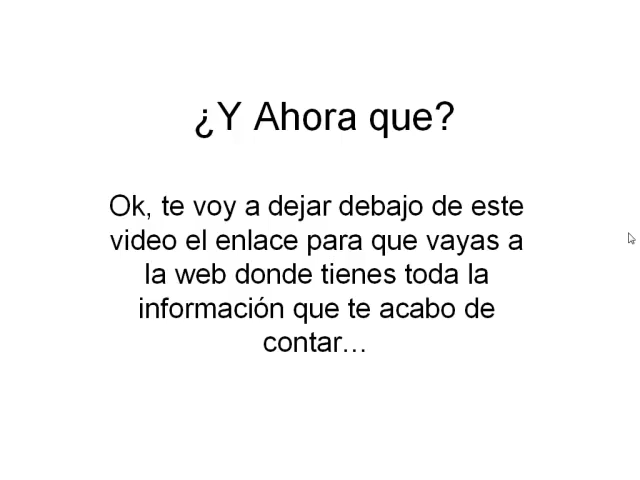 ¿Y Ahora que?
Ok, te voy a dejar debajo de este
video el enlace para que vayas a
la web donde tienes toda la
información que te acabo de
contar…